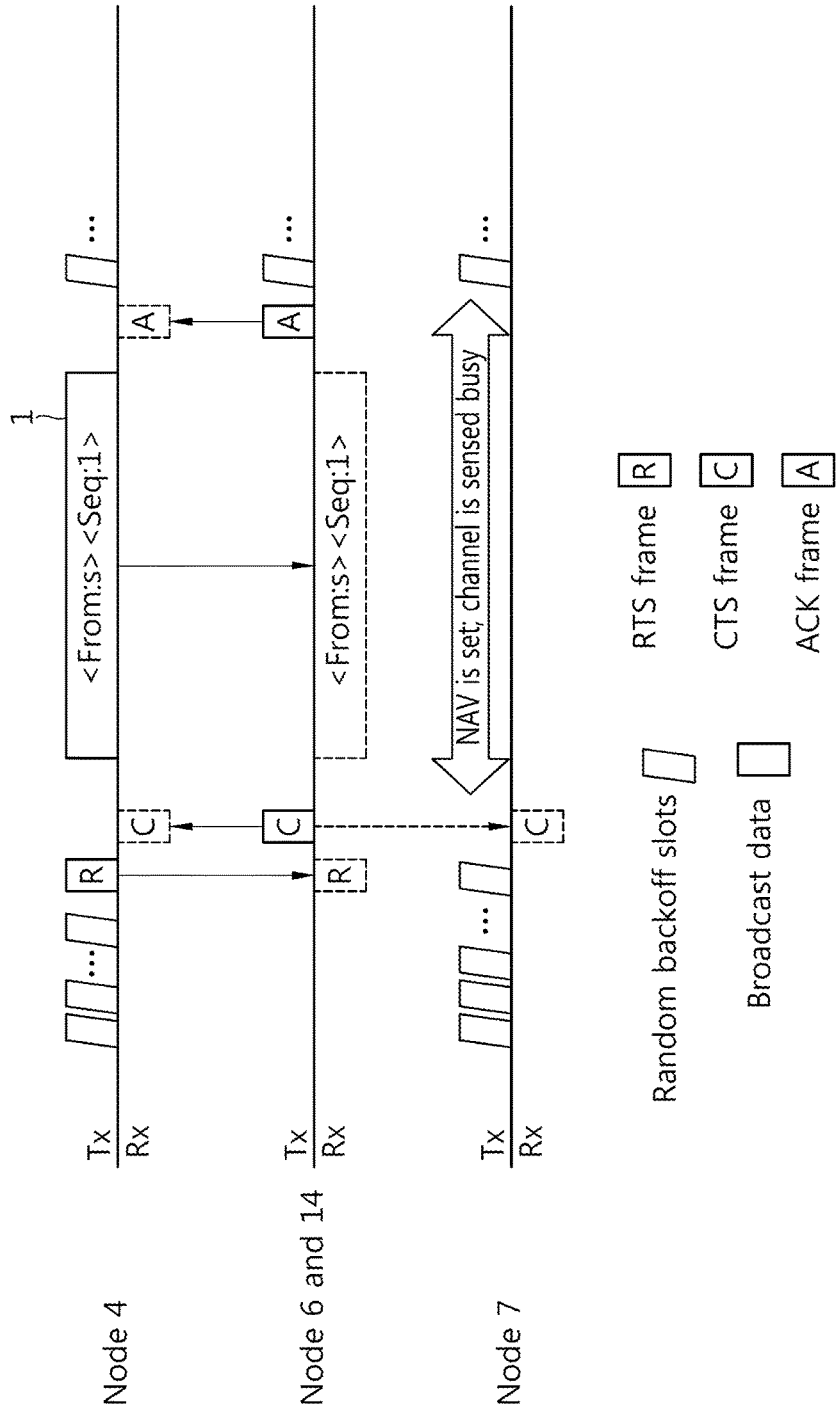 1
Node 4
Tx
Rx
...
R
C
<From:s> <Seq:1>
A
...
Node 6 and 14
Tx
Rx
R
C
<From:s> <Seq:1>
A
...
Node 7
Tx
Rx
...
C
NAV is set; channel is sensed busy
...
Random backoff slots
RTS frame R
Broadcast data
CTS frame C
ACK frame A